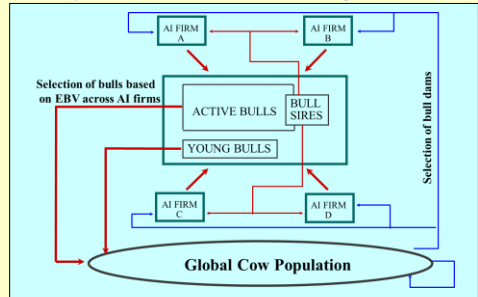 AI FIRM
A
AI FIRM
B
Selection of bulls based
on EBV across AI firms
ACTIVE BULLS
BULL
SIRES
YOUNG BULLS
Selection of bull dams
AI FIRM
C
AI FIRM
D
Global Cow Population